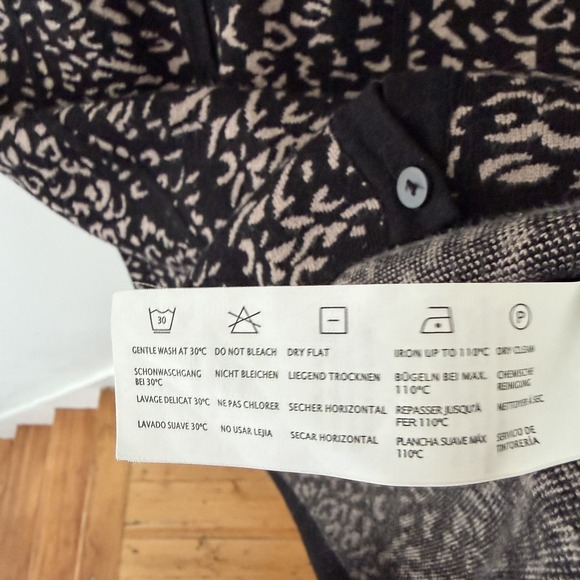 30
P
GENTLE WASH AT 30°C DO NOT BLEACH DRY FLAT IRON UP TO 110°C DRY CLEAN
SCHONWASCHGANG BEI 30°C NICHT BLEICHEN LIEGEND TROCKNEN BÜGELN BEI MAX. 110°C CHEMISCHE REINIGUNG
LAVAGE DELICAT 30°C NE PAS CHLORER SECHER HORIZONTAL REPASSER JUSQU'À FER 110°C NETTOYER À SEC
LAVADO SUAVE 30°C NO USAR LEJIA SECAR HORIZONTAL PLANCHA SUAVE MÁX 110°C SERVICIO DE TINTORERÍA